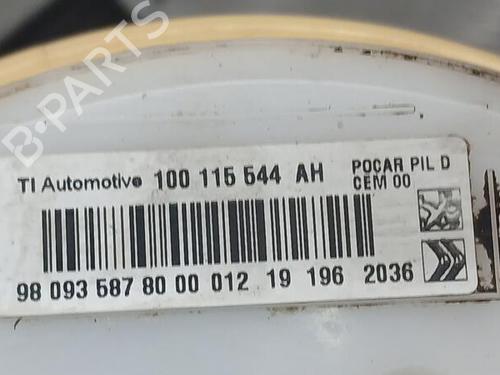 B-PARTS
TI Automotive 100 115 544 AH
POCAR PIL D
CEM 00
98 093 587 80 00 012 19 196 2036